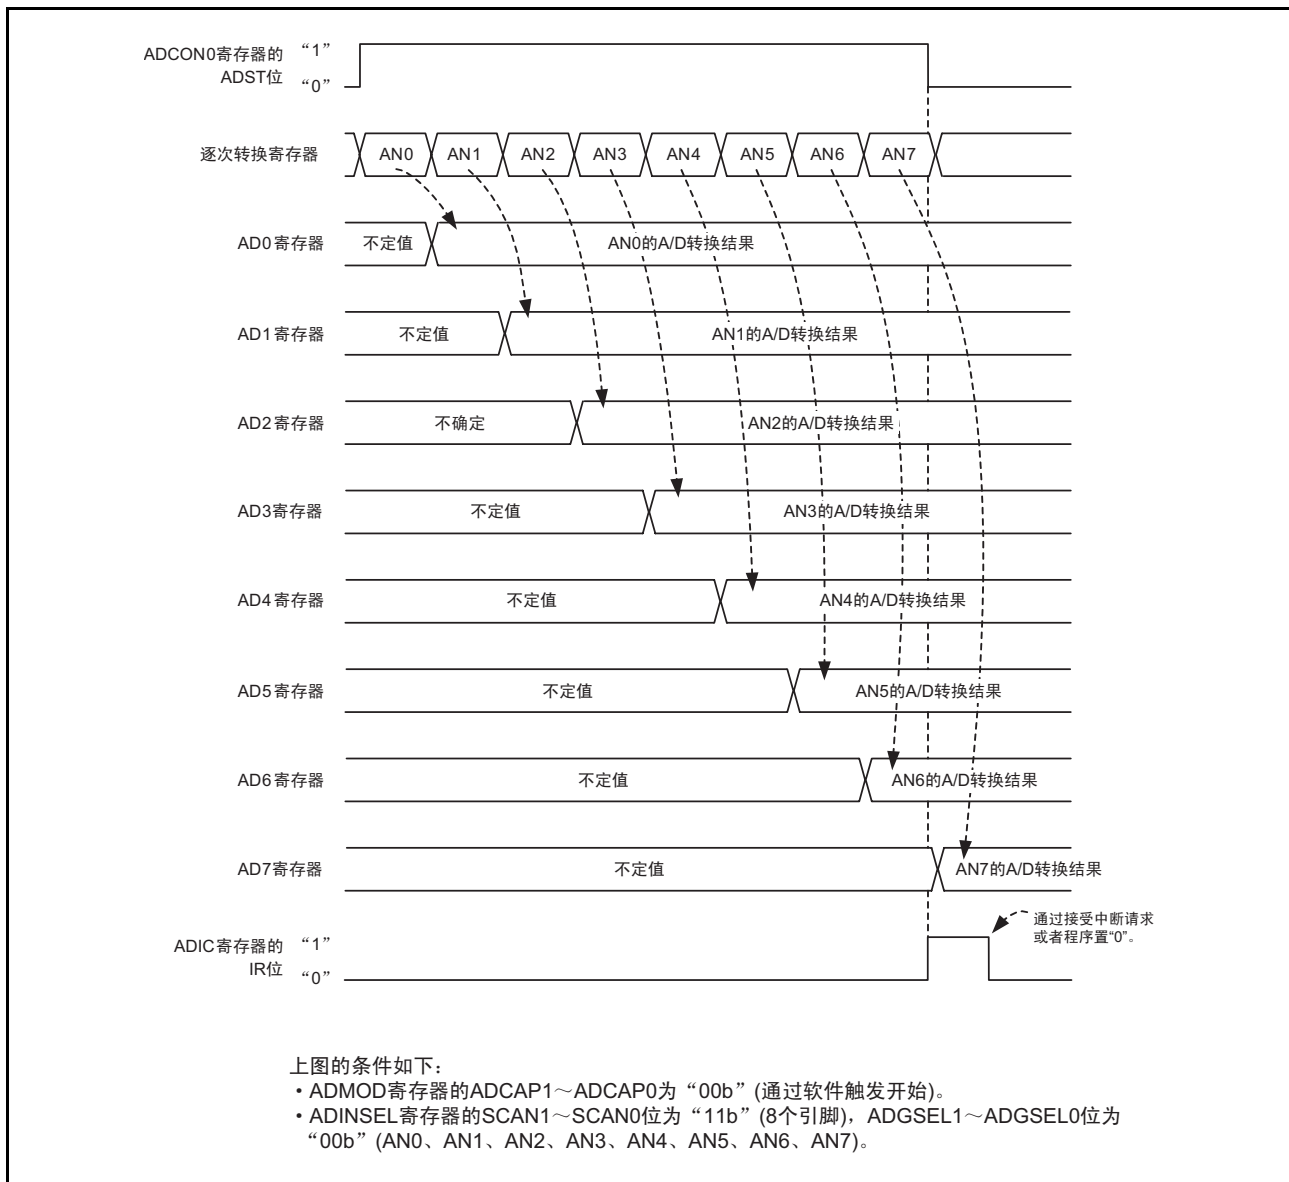 ADCON0寄存器的 “1”
ADST位 “0”
逐次转换寄存器 AN0 AN1 AN2 AN3 AN4 AN5 AN6 AN7
AD0寄存器 不定值 AN0的A/D转换结果
AD1寄存器 不定值 AN1的A/D转换结果
AD2寄存器 不确定 AN2的A/D转换结果
AD3寄存器 不定值 AN3的A/D转换结果
AD4寄存器 不定值 AN4的A/D转换结果
AD5寄存器 不定值 AN5的A/D转换结果
AD6寄存器 不定值 AN6的A/D转换结果
AD7寄存器 不定值 AN7的A/D转换结果
通过接受中断请求
或者程序置“0”。
ADIC寄存器的 “1”
IR位 “0”
上图的条件如下：
・ADMOD寄存器的ADCAP1～ADCAP0为“00b”(通过软件触发开始)。
・ADINSEL寄存器的SCAN1～SCAN0位为“11b”(8个引脚)，ADGSEL1～ADGSEL0位为
“00b”(AN0、AN1、AN2、AN3、AN4、AN5、AN6、AN7)。